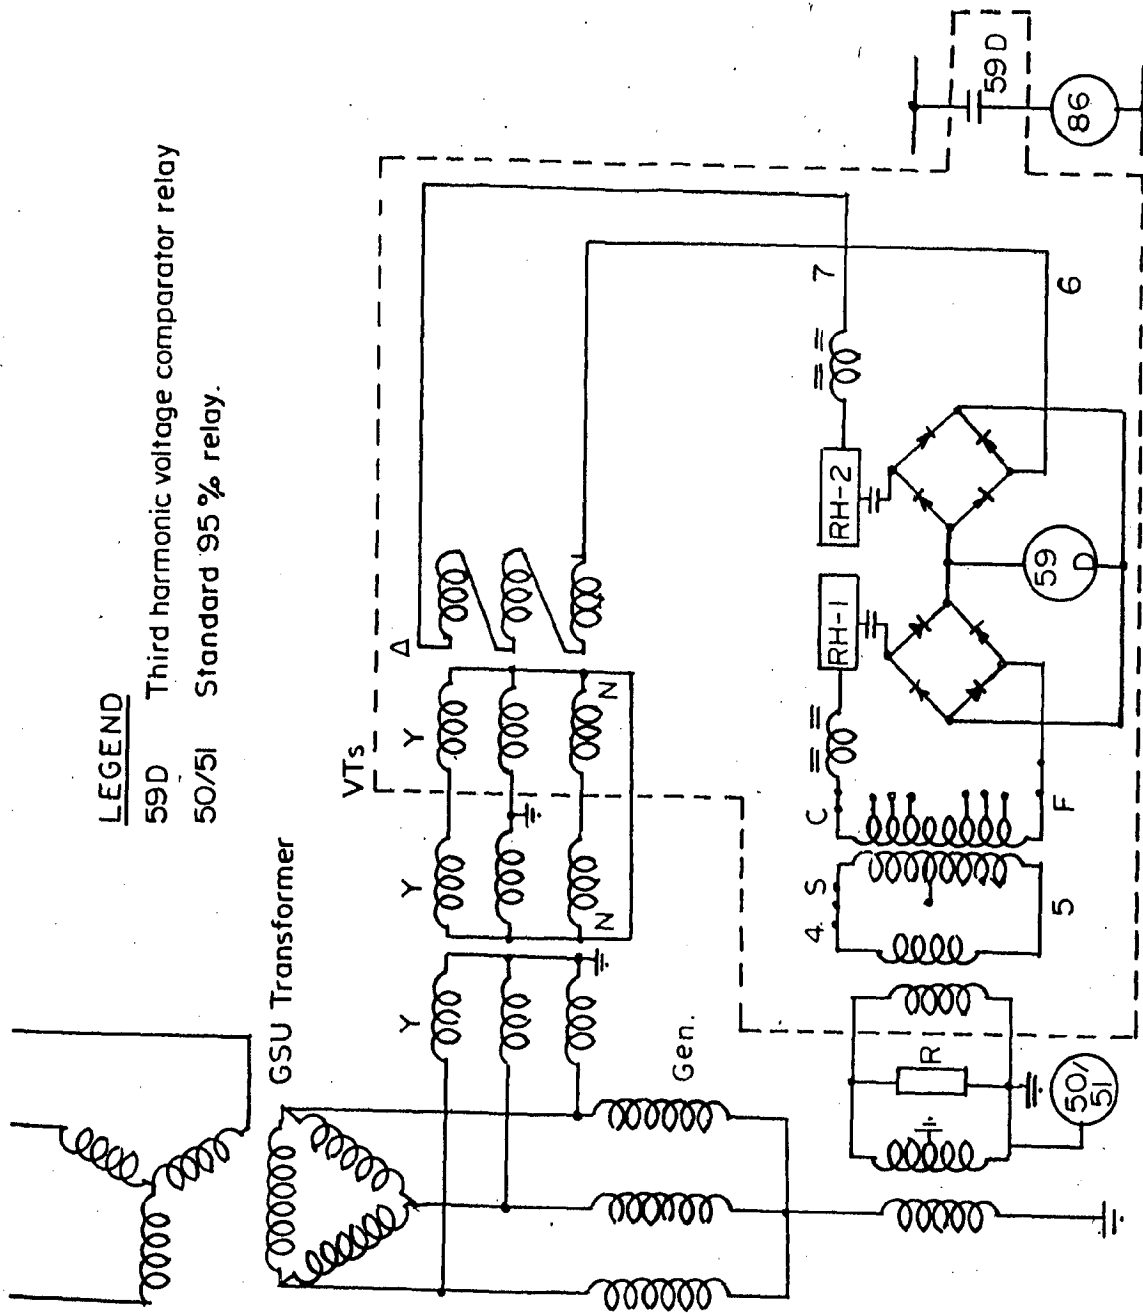 LEGEND
59D Third harmonic voltage comparator relay
50/51 Standard 95% relay.
GSU Transformer
VTs
Y
Y
Y
Δ
N
N
Gen.
R
50/
51
4
S
5
C
F
RH-1
RH-2
59
D
7
6
59D
86